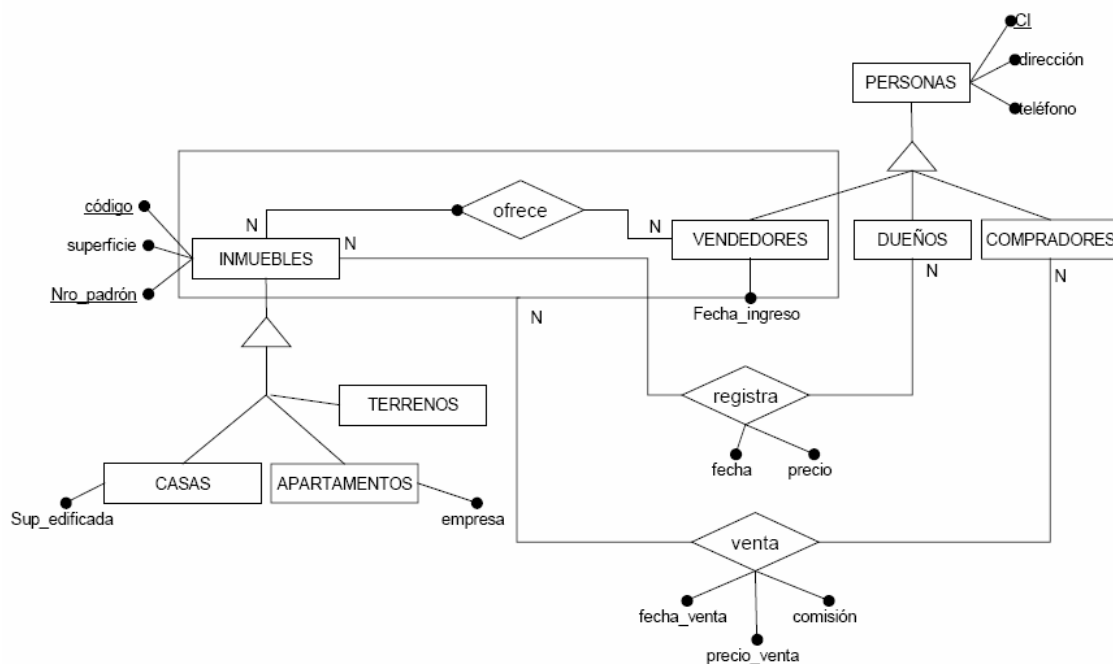 CI
dirección
PERSONAS
teléfono
código
N
ofrece
N
superficie
INMUEBLES
N
VENDEDORES
DUEÑOS
COMPRADORES
N
N
Nro_padrón
Fecha_ingreso
N
TERRENOS
registra
fecha
precio
CASAS
APARTAMENTOS
Sup_edificada
empresa
venta
fecha_venta
comisión
precio_venta